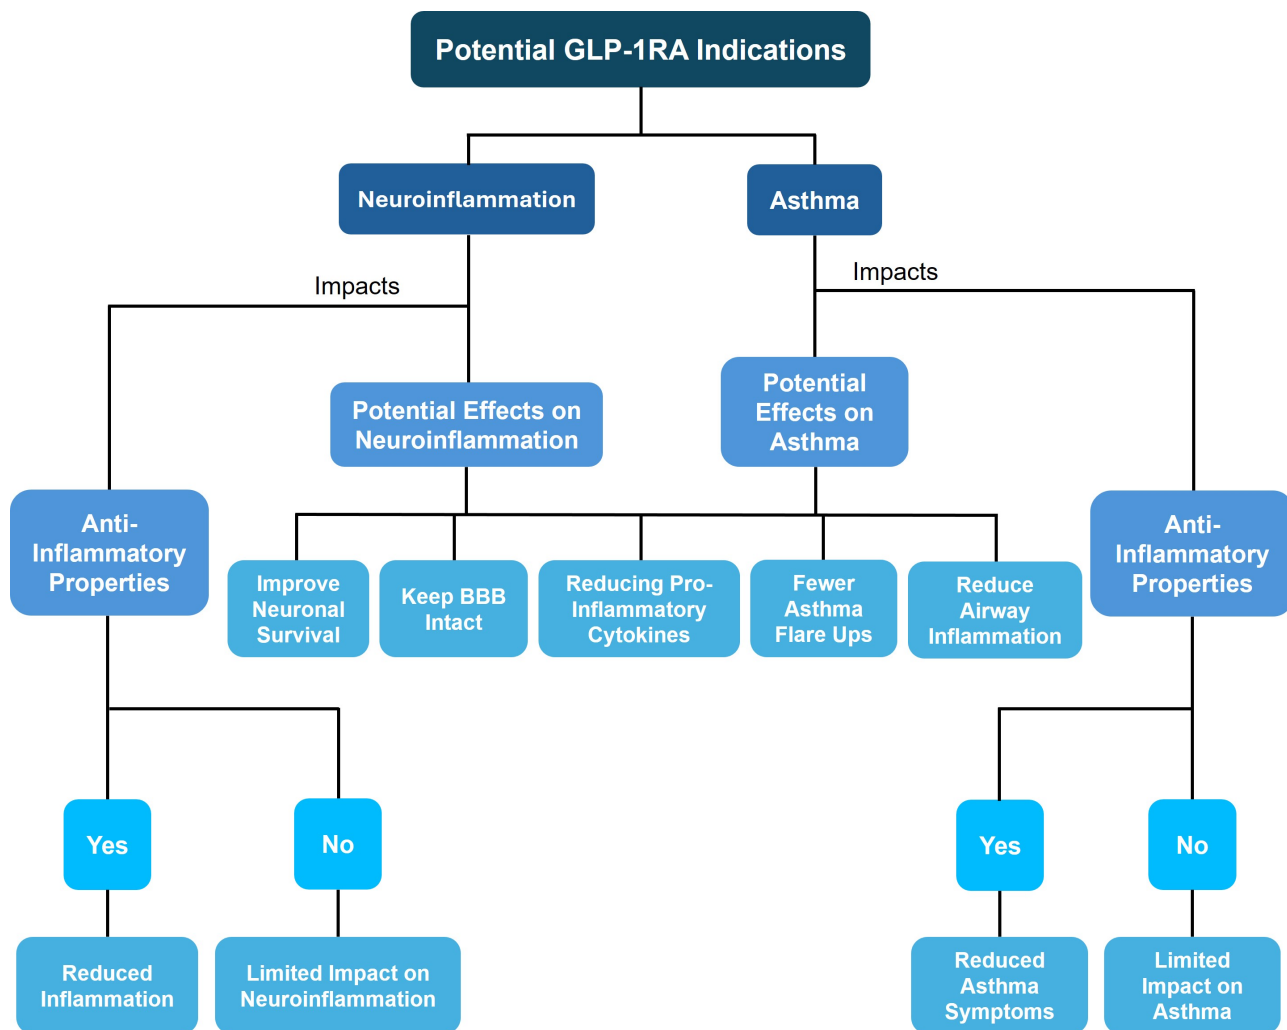 Potential GLP-1RA Indications
Neuroinflammation
Asthma
Impacts
Impacts
Potential Effects on
Neuroinflammation
Potential
Effects on
Asthma
Anti-
Inflammatory
Properties
Anti-
Inflammatory
Properties
Improve
Neuronal
Survival
Keep BBB
Intact
Reducing Pro-
Inflammatory
Cytokines
Fewer
Asthma
Flare Ups
Reduce
Airway
Inflammation
Yes
No
Yes
No
Reduced
Inflammation
Limited Impact on
Neuroinflammation
Reduced
Asthma
Symptoms
Limited
Impact on
Asthma